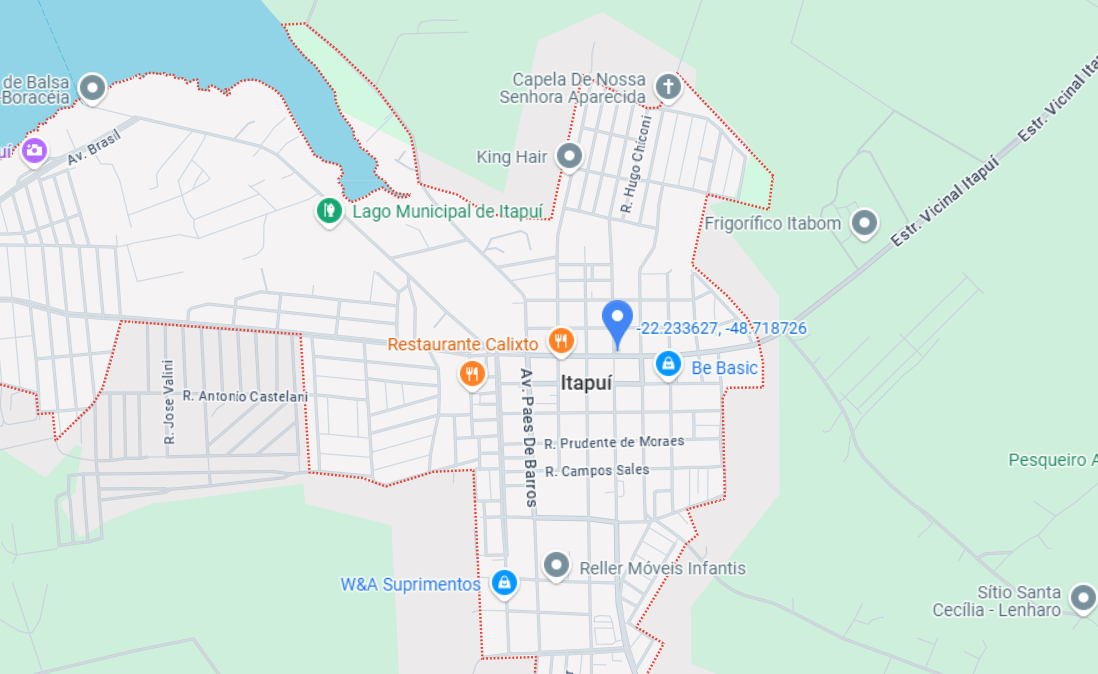 de Balsa
Boracéia
Av. Brasil
Capela De Nossa
Senhora Aparecida
King Hair
R. Hugo Chiconi
Estr. Vicinal Ita
Estr. Vicinal Itapuí
Lago Municipal de Itapuí
Frigorífico Itabom
-22.233627, -48.718726
Restaurante Calixto
Be Basic
Itapuí
R. Jose Valini
R. Antonio Castelani
Av. Paes De Barros
R. Prudente de Moraes
R. Campos Sales
Pesqueiro A
Reller Móveis Infantis
W&A Suprimentos
Sítio Santa
Cecília - Lenharo